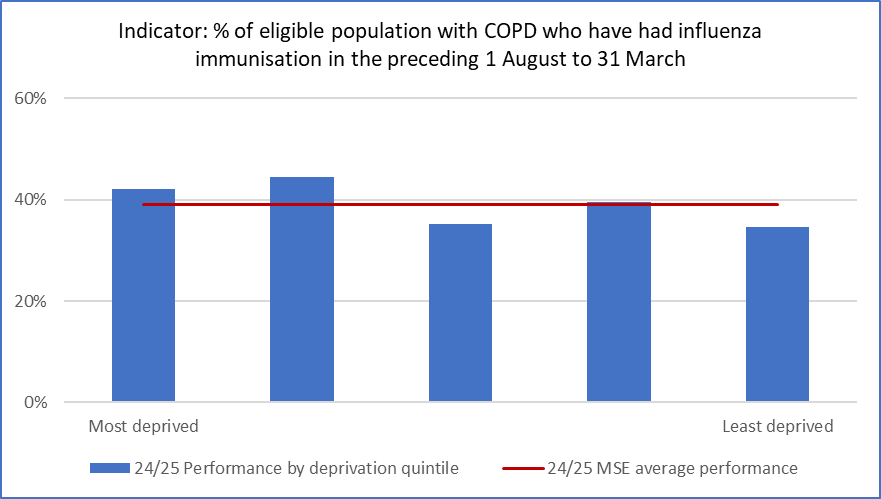 Indicator: % of eligible population with COPD who have had influenza
immunisation in the preceding 1 August to 31 March
60%
40%
20%
0%
Most deprived
Least deprived
24/25 Performance by deprivation quintile
24/25 MSE average performance